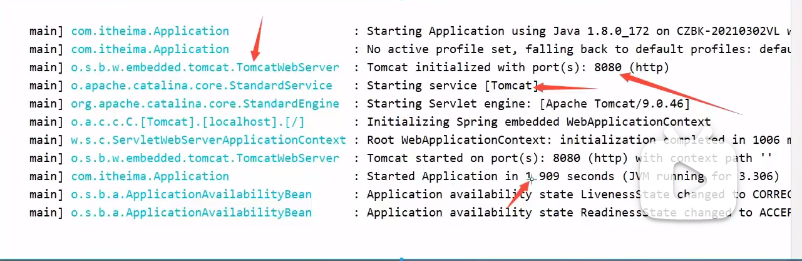 main] com.itheima.Application : Starting Application using Java 1.8.0_172 on CZBK-20210302VL w
main] com.itheima.Application : No active profile set, falling back to default profiles: defau
main] o.s.b.w.embedded.tomcat.TomcatWebServer : Tomcat initialized with port(s): 8080 (http)
main] o.apache.catalina.core.StandardService : Starting service [Tomcat]
main] org.apache.catalina.core.StandardEngine : Starting Servlet engine: [Apache Tomcat/9.0.46]
main] o.a.c.c.C.[Tomcat].[localhost].[/] : Initializing Spring embedded WebApplicationContext
main] w.s.c.ServletWebServerApplicationContext : Root WebApplicationContext: initialization completed in 1006 m
main] o.s.b.w.embedded.tomcat.TomcatWebServer : Tomcat started on port(s): 8080 (http) with context path ''
main] com.itheima.Application : Started Application in 1.909 seconds (JVM running for 3.306)
main] o.s.b.a.ApplicationAvailabilityBean : Application availability state LivenessState changed to CORREC
main] o.s.b.a.ApplicationAvailabilityBean : Application availability state ReadinessState changed to ACCEP